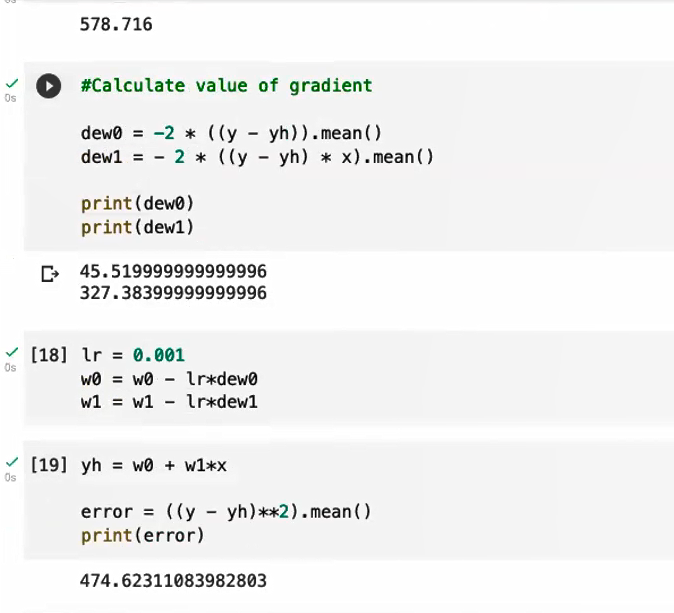 578.716
0s
#Calculate value of gradient
dew0 = -2 * ((y - yh)).mean()
dew1 = - 2 * ((y - yh) * x).mean()
print(dew0)
print(dew1)
45.519999999999996
327.38399999999996
0s
[18] lr = 0.001
w0 = w0 - lr*dew0
w1 = w1 - lr*dew1
0s
[19] yh = w0 + w1*x
error = ((y - yh)**2).mean()
print(error)
474.62311083982803